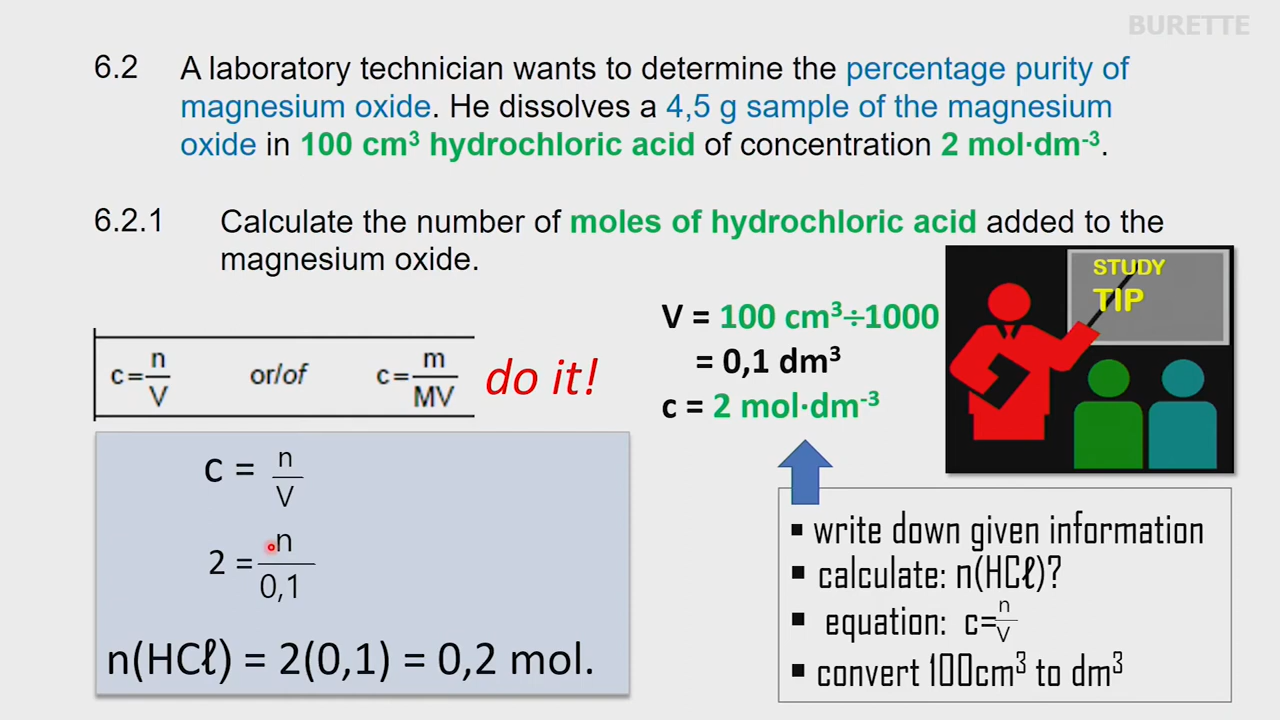 BURETTE
6.2 A laboratory technician wants to determine the percentage purity of
magnesium oxide. He dissolves a 4,5 g sample of the magnesium
oxide in 100 cm³ hydrochloric acid of concentration 2 mol·dm⁻³.
6.2.1 Calculate the number of moles of hydrochloric acid added to the
magnesium oxide.
STUDY
TIP
c = n/V or/of c = m/MV
do it!
V = 100 cm³÷1000
= 0,1 dm³
c = 2 mol·dm⁻³
c = n/V
2 = n/0,1
n(HCℓ) = 2(0,1) = 0,2 mol.
▪ write down given information
▪ calculate: n(HCℓ)?
▪ equation: c=n/V
▪ convert 100cm³ to dm³